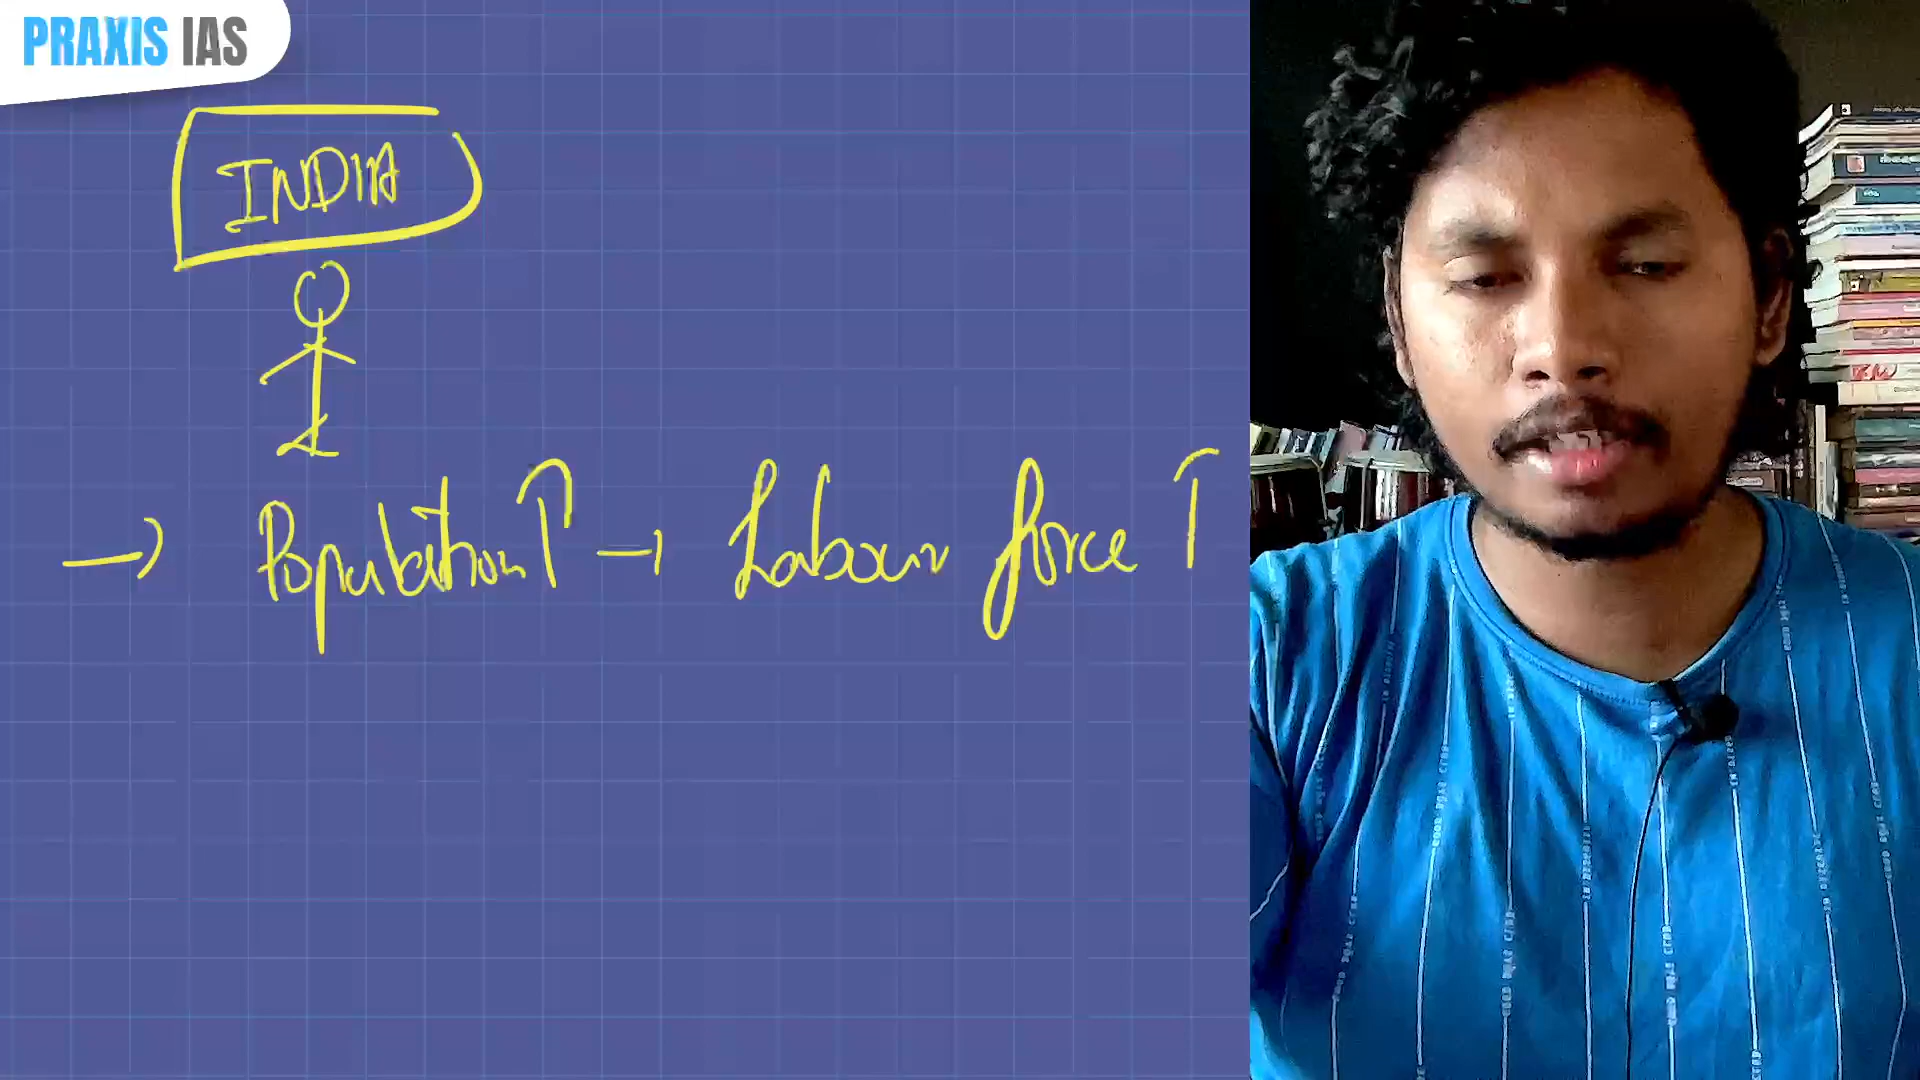 PRAXIS IAS
INDIA
→ Population ↑ → Labour force ↑